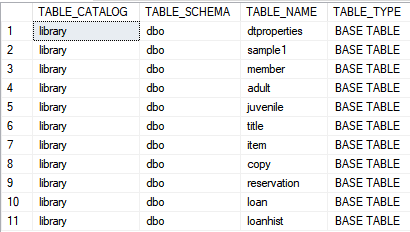 TABLE_CATALOG TABLE_SCHEMA TABLE_NAME TABLE_TYPE
1 library dbo dtproperties BASE TABLE
2 library dbo sample1 BASE TABLE
3 library dbo member BASE TABLE
4 library dbo adult BASE TABLE
5 library dbo juvenile BASE TABLE
6 library dbo title BASE TABLE
7 library dbo item BASE TABLE
8 library dbo copy BASE TABLE
9 library dbo reservation BASE TABLE
10 library dbo loan BASE TABLE
11 library dbo loanhist BASE TABLE